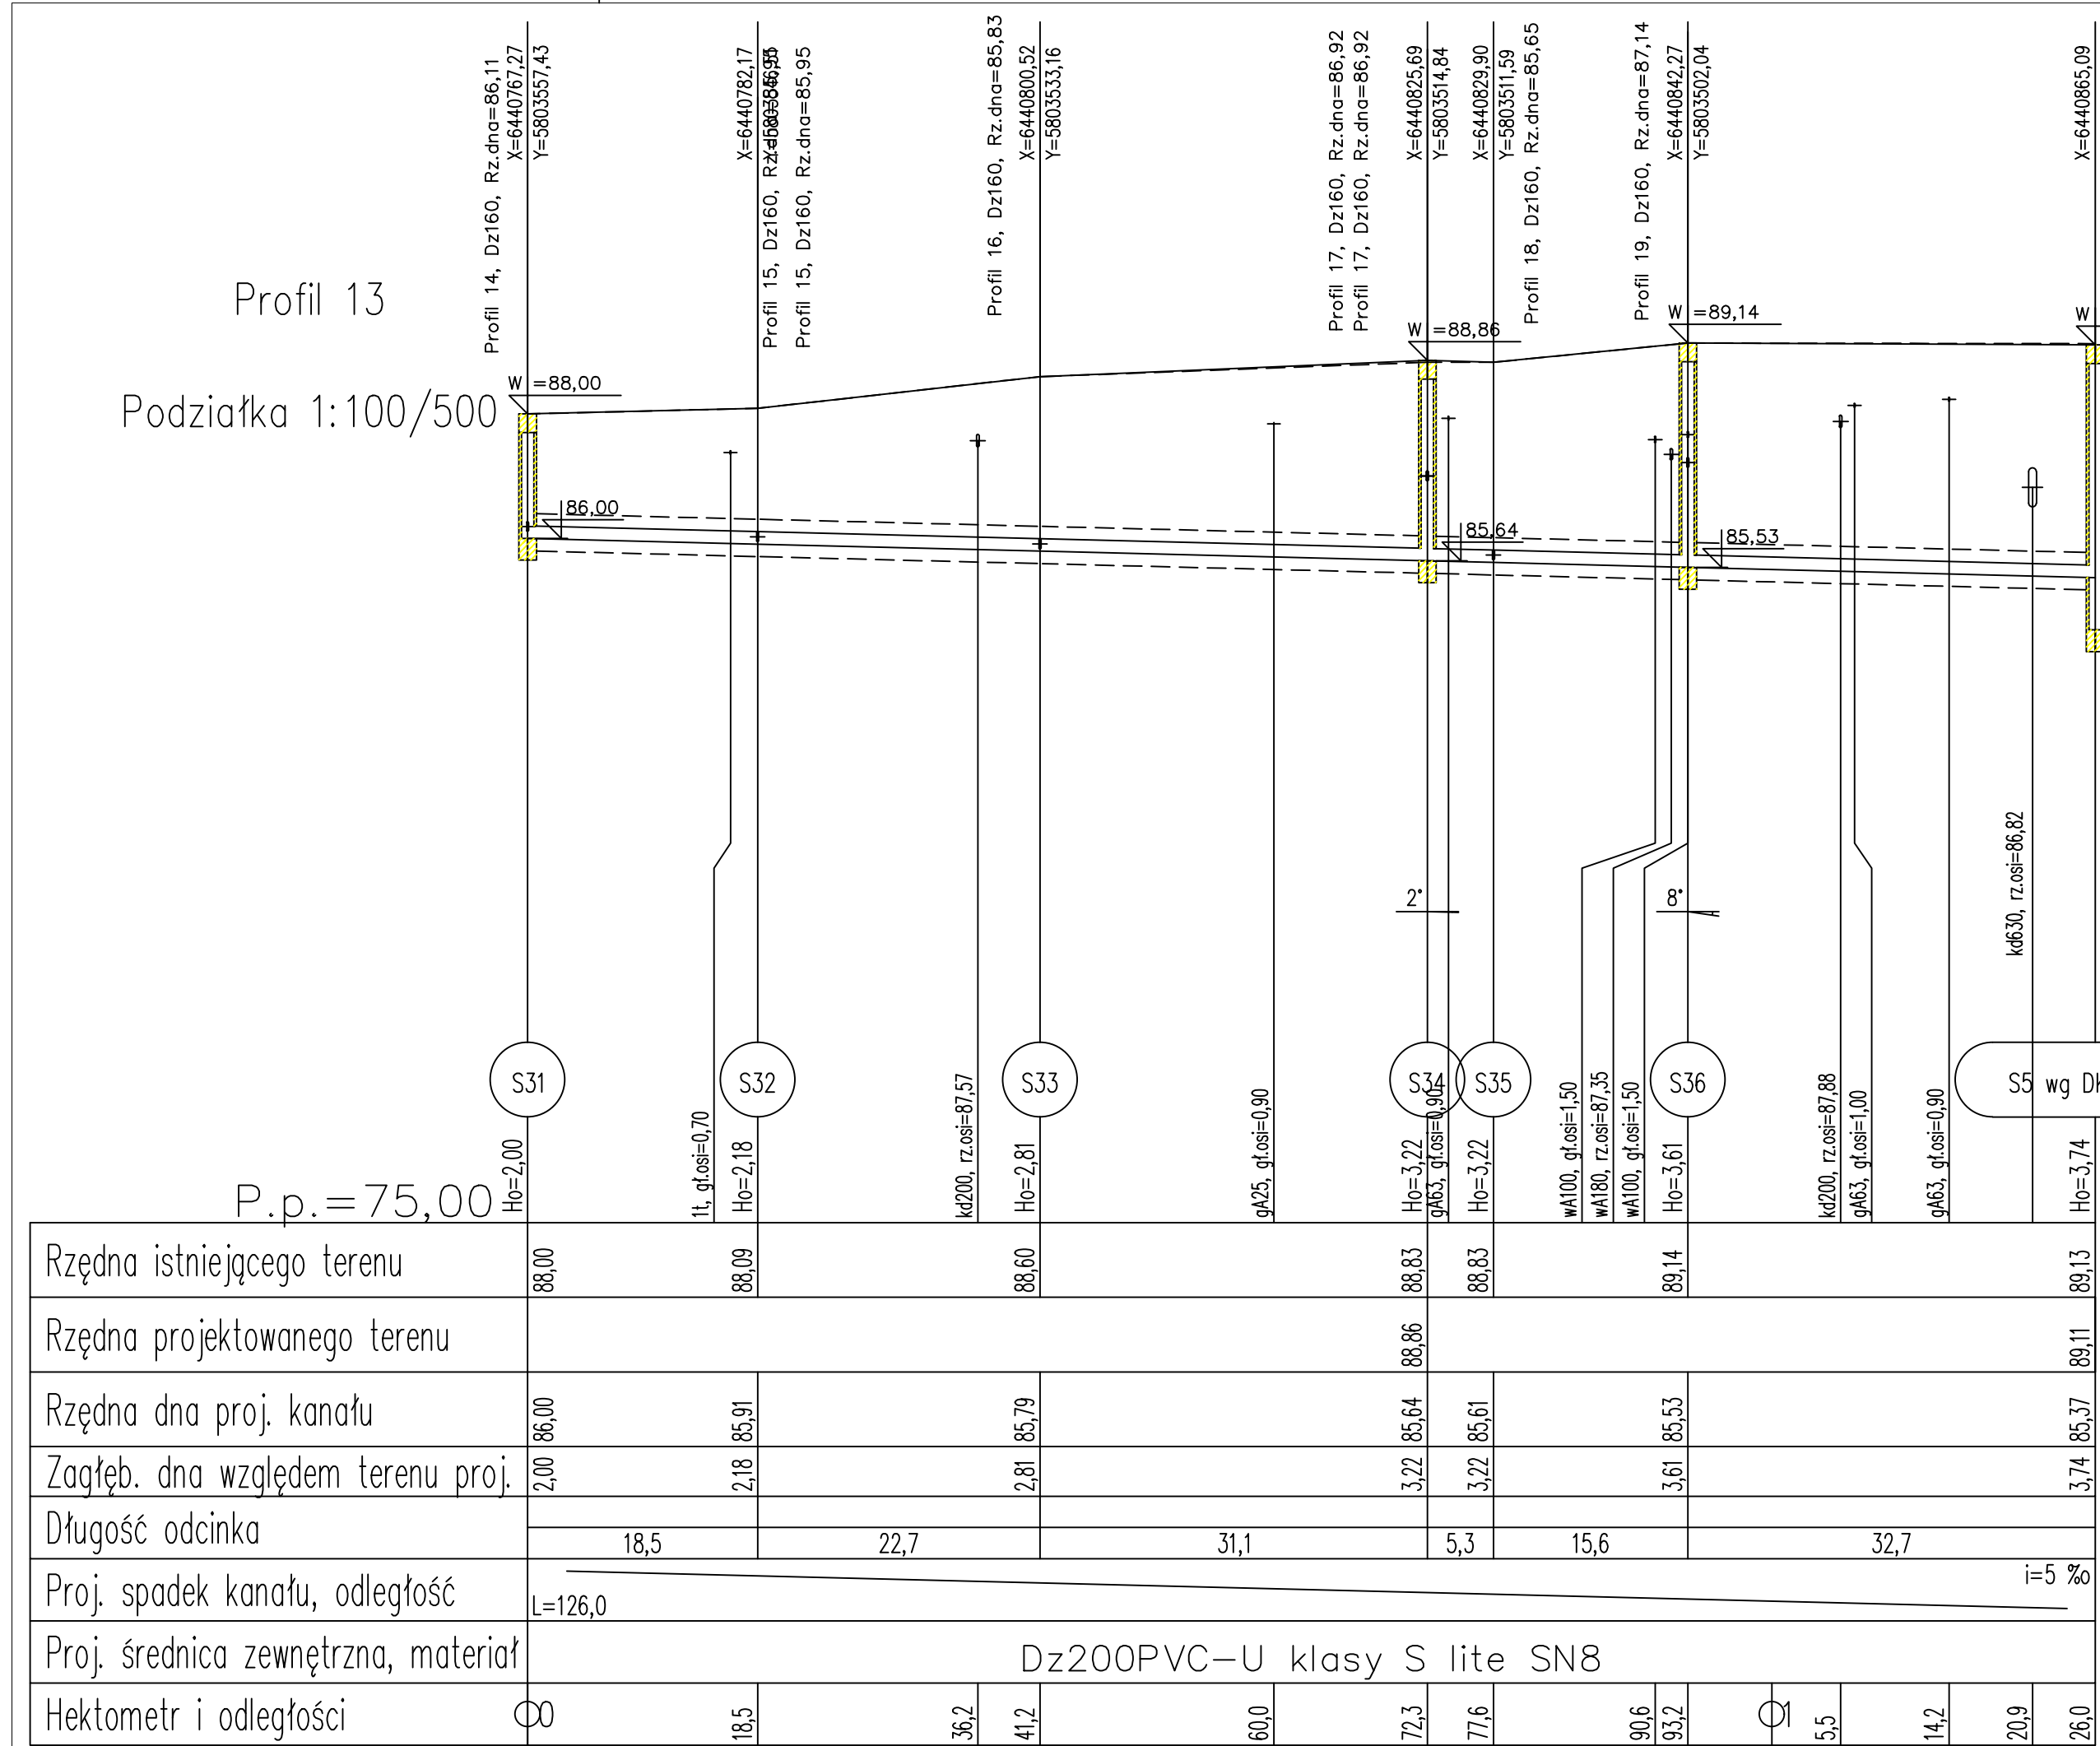 Profil 14, Dz160, Rz.dna=86,11
X=6440767,27
Y=5803557,43
X=6440782,17
Profil 15, Dz160,
Profil 15, Dz160, Rz.dna=85,95
Profil 16, Dz160, Rz.dna=85,83
X=6440800,52
Y=5803533,16
Profil 17, Dz160, Rz.dna=86,92
Profil 17, Dz160, Rz.dna=86,92
X=6440825,69
Y=5803514,84
X=6440829,90
Y=5803511,59
Profil 18, Dz160, Rz.dna=85,65
Profil 19, Dz160, Rz.dna=87,14
X=6440842,27
Y=5803502,04
X=6440865,09
Profil 13
Podziałka 1:100/500
W =88,00
W =88,86
W =89,14
W
86,00
85,64
85,53
2°
8°
kd630, rz.osi=86,82
S31
S32
S33
S34
S35
S36
S5 wg
P.p.=75,00
Ho=2,00
1t, gł.osi=0,70
Ho=2,18
kd200, rz.osi=87,57
Ho=2,81
gA25, gł.osi=0,90
Ho=3,22
gA63, gł.osi=0,90
Ho=3,22
wA100, gł.osi=1,50
wA180, rz.osi=87,35
wA100, gł.osi=1,50
Ho=3,61
kd200, rz.osi=87,88
gA63, gł.osi=1,00
gA63, gł.osi=0,90
Ho=3,74
Rzędna istniejącego terenu 88,00 88,09 88,60 88,83 88,83 89,14 89,13
Rzędna projektowanego terenu 88,86 89,11
Rzędna dna proj. kanału 86,00 85,91 85,79 85,64 85,61 85,53 85,37
Zagłęb. dna względem terenu proj. 2,00 2,18 2,81 3,22 3,22 3,61 3,74
Długość odcinka 18,5 22,7 31,1 5,3 15,6 32,7
Proj. spadek kanału, odległość L=126,0 i=5 ‰
Proj. średnica zewnętrzna, materiał Dz200PVC-U klasy S lite SN8
Hektometr i odległości 0 18,5 36,2 41,2 60,0 72,3 77,6 90,6 93,2 1 5,5 14,2 20,9 26,0